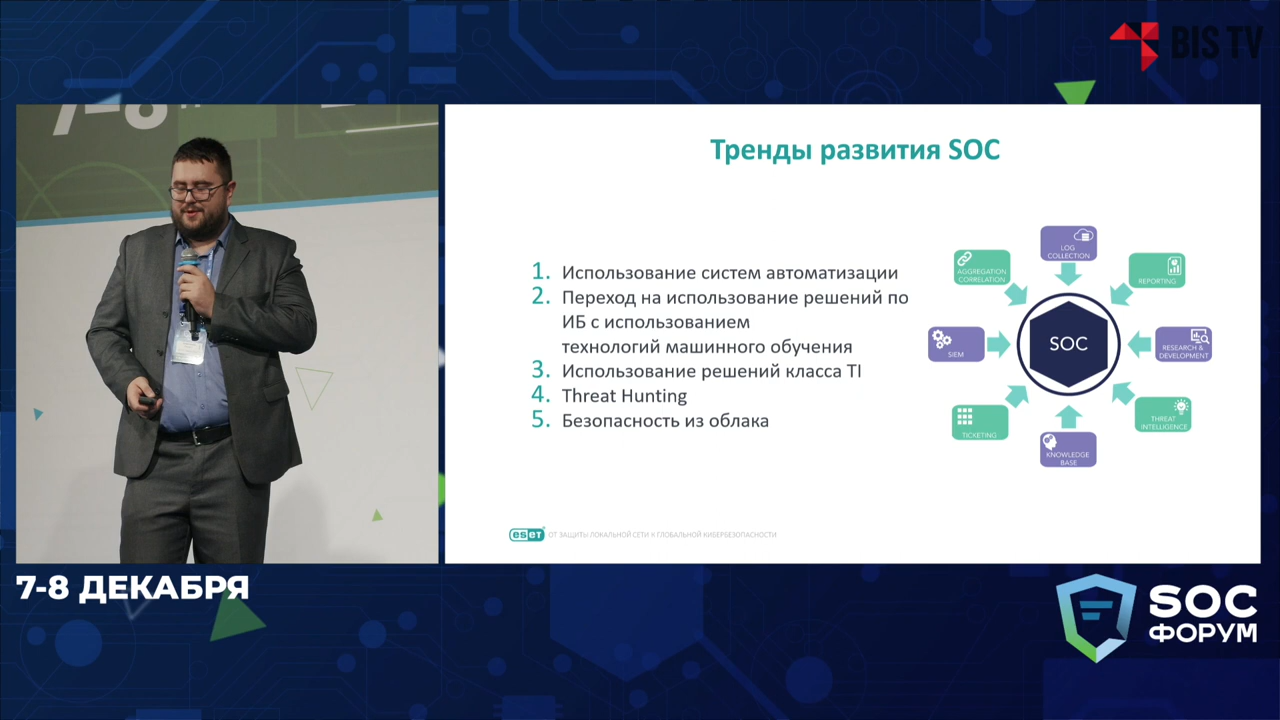 BIS TV
7-8
Тренды развития SOC
1. Использование систем автоматизации
2. Переход на использование решений по
ИБ с использованием
технологий машинного обучения
3. Использование решений класса TI
4. Threat Hunting
5. Безопасность из облака
LOG
COLLECTION
AGGREGATION
CORRELATION
REPORTING
SIEM
SOC
RESEARCH &
DEVELOPMENT
TICKETING
THREAT
INTELLIGENCE
KNOWLEDGE
BASE
eset ОТ ЗАЩИТЫ ЛОКАЛЬНОЙ СЕТИ К ГЛОБАЛЬНОЙ КИБЕРБЕЗОПАСНОСТИ
7-8 ДЕКАБРЯ
SOC
ФОРУМ